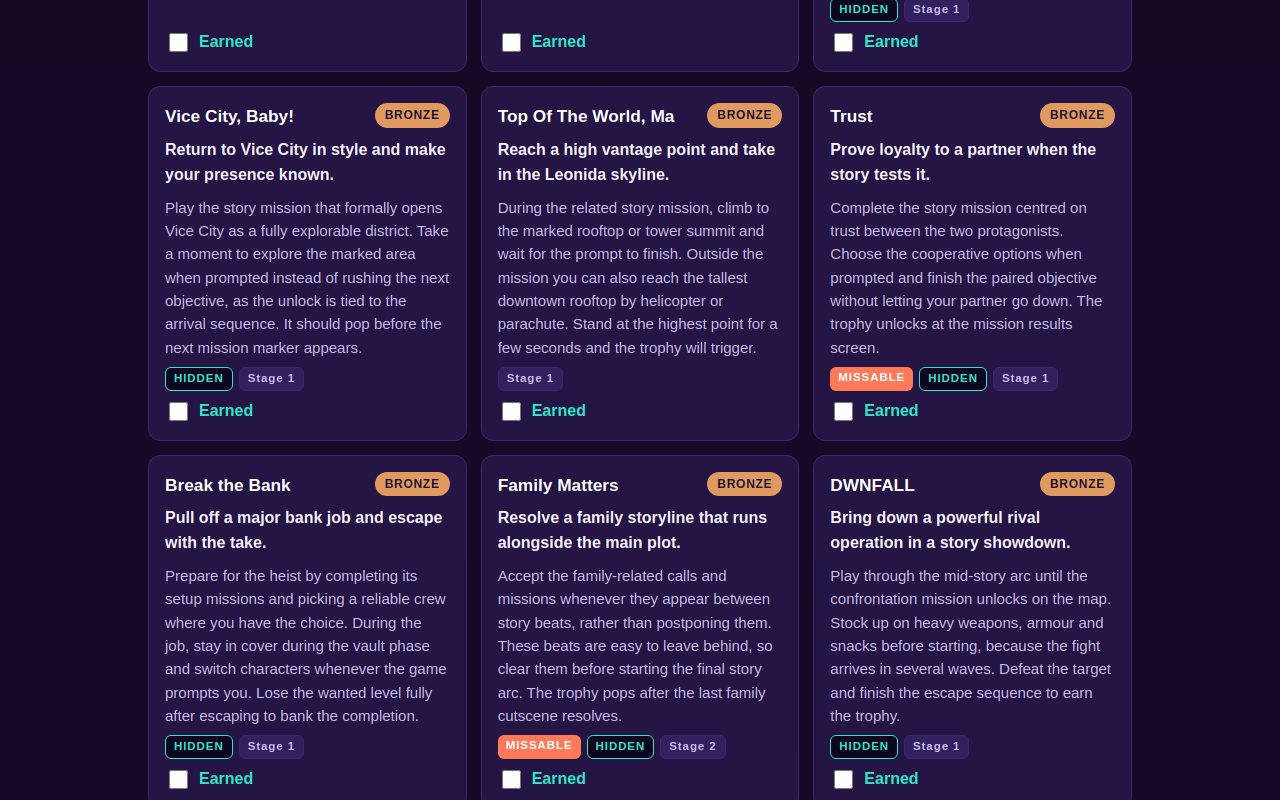 HIDDEN Stage 1
Earned
Earned
Earned
Vice City, Baby!
BRONZE
Return to Vice City in style and make
your presence known.
Play the story mission that formally opens
Vice City as a fully explorable district. Take
a moment to explore the marked area
when prompted instead of rushing the next
objective, as the unlock is tied to the
arrival sequence. It should pop before the
next mission marker appears.
HIDDEN Stage 1
Earned
Top Of The World, Ma
BRONZE
Reach a high vantage point and take
in the Leonida skyline.
During the related story mission, climb to
the marked rooftop or tower summit and
wait for the prompt to finish. Outside the
mission you can also reach the tallest
downtown rooftop by helicopter or
parachute. Stand at the highest point for a
few seconds and the trophy will trigger.
Stage 1
Earned
Trust
BRONZE
Prove loyalty to a partner when the
story tests it.
Complete the story mission centred on
trust between the two protagonists.
Choose the cooperative options when
prompted and finish the paired objective
without letting your partner go down. The
trophy unlocks at the mission results
screen.
MISSABLE HIDDEN Stage 1
Earned
Break the Bank
BRONZE
Pull off a major bank job and escape
with the take.
Prepare for the heist by completing its
setup missions and picking a reliable crew
where you have the choice. During the
job, stay in cover during the vault phase
and switch characters whenever the game
prompts you. Lose the wanted level fully
after escaping to bank the completion.
HIDDEN Stage 1
Earned
Family Matters
BRONZE
Resolve a family storyline that runs
alongside the main plot.
Accept the family-related calls and
missions whenever they appear between
story beats, rather than postponing them.
These beats are easy to leave behind, so
clear them before starting the final story
arc. The trophy pops after the last family
cutscene resolves.
MISSABLE HIDDEN Stage 2
Earned
DWNFALL
BRONZE
Bring down a powerful rival
operation in a story showdown.
Play through the mid-story arc until the
confrontation mission unlocks on the map.
Stock up on heavy weapons, armour and
snacks before starting, because the fight
arrives in several waves. Defeat the target
and finish the escape sequence to earn
the trophy.
HIDDEN Stage 1
Earned